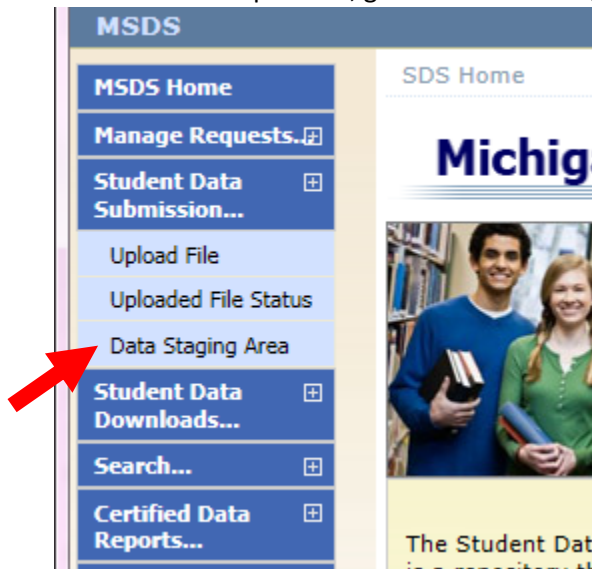 MSDS
MSDS Home
Manage Requests...
Student Data
Submission...
Upload File
Uploaded File Status
Data Staging Area
Student Data
Downloads...
Search...
Certified Data
Reports...
SDS Home
Michiga
The Student Dat